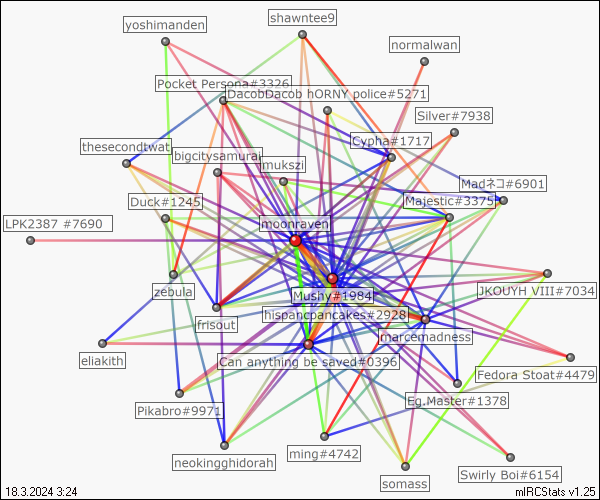 shawntee9
yoshimanden
normalwan
Pocket Persona#3326
DacobDacob hORNY police#5271
Silver#7938
Cypha#1717
thesecondtwat
bigcitysamurai
mukszi
Madネコ#6901
Duck#1245
Majestic#3375
LPK2387 #7690
moonraven
zebula
Mushy#1984
JKOUYH VIII#7034
hispancpancakes#2928
frisout
marcemadness
eliakith
Can anything be saved#0396
Fedora Stoat#4479
Pikabro#9971
Eg.Master#1378
ming#4742
neokingghidorah
Swirly Boi#6154
somass
18.3.2024 3:24
mIRCStats v1.25